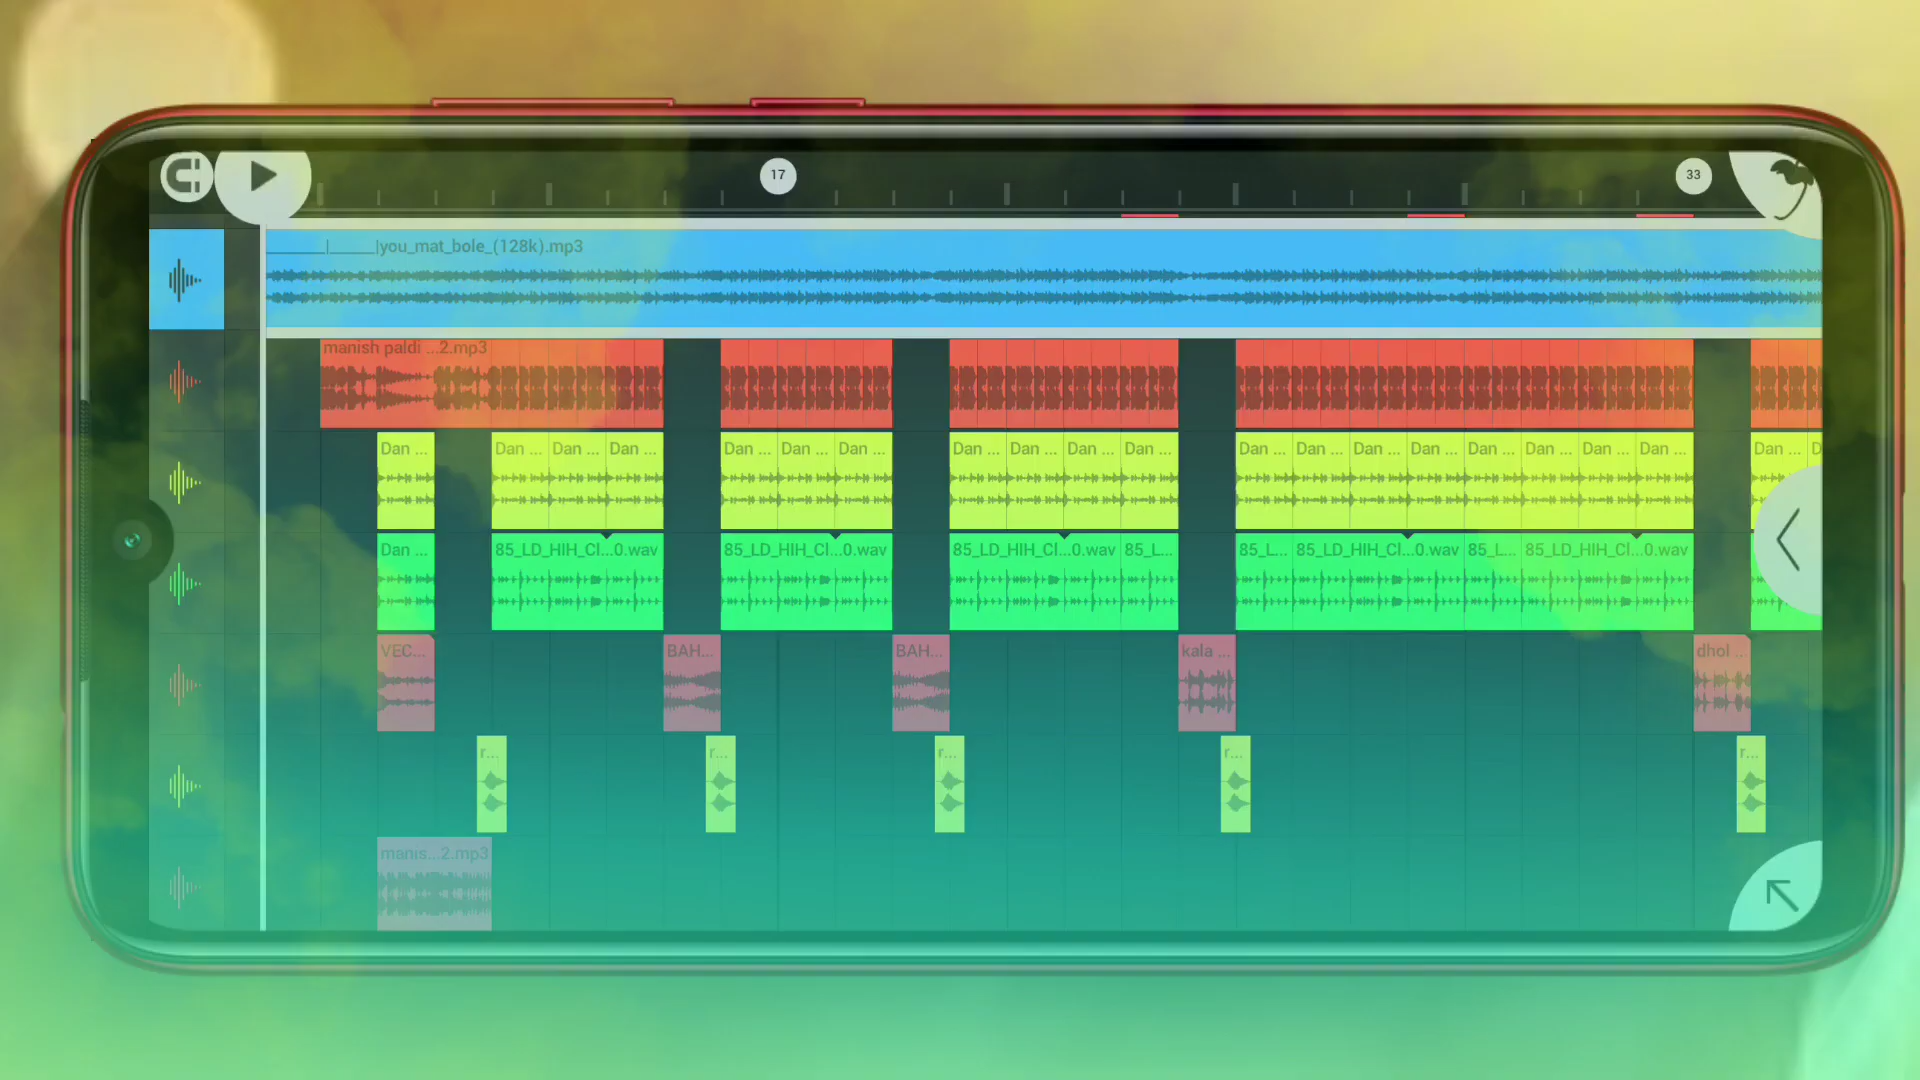 17
33
______|_____|you_mat_bole_(128k).mp3
manish paldi ...2.mp3
Dan ... Dan ... Dan ... Dan ... Dan ... Dan ... Dan ... Dan ... Dan ... Dan ... Dan ... Dan ... Dan ... Dan ... Dan ... Dan ... Dan ... Dan ... Dan ... Dan ... D
Dan ... 85_LD_HIH_Cl...0.wav 85_LD_HIH_Cl...0.wav 85_LD_HIH_Cl...0.wav 85_L... 85_L... 85_LD_HIH_Cl...0.wav 85_L... 85_LD_HIH_Cl...0.wav
VEC... BAH... BAH... kala ... dhol ...
r... r... r... r... r...
manis...2.mp3